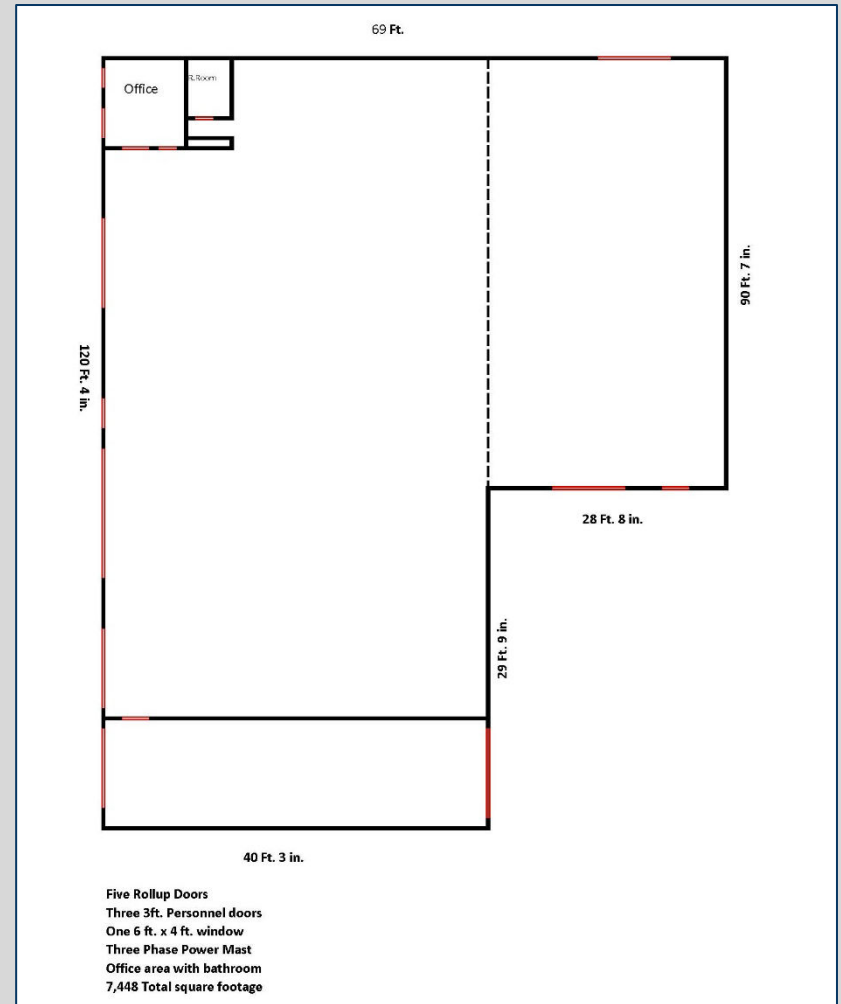 69 Ft.
Office
R.Room
90 Ft. 7 in.
120 Ft. 4 in.
28 Ft. 8 in.
29 Ft. 9 in.
40 Ft. 3 in.
Five Rollup Doors
Three 3ft. Personnel doors
One 6 ft. x 4 ft. window
Three Phase Power Mast
Office area with bathroom
7,448 Total square footage